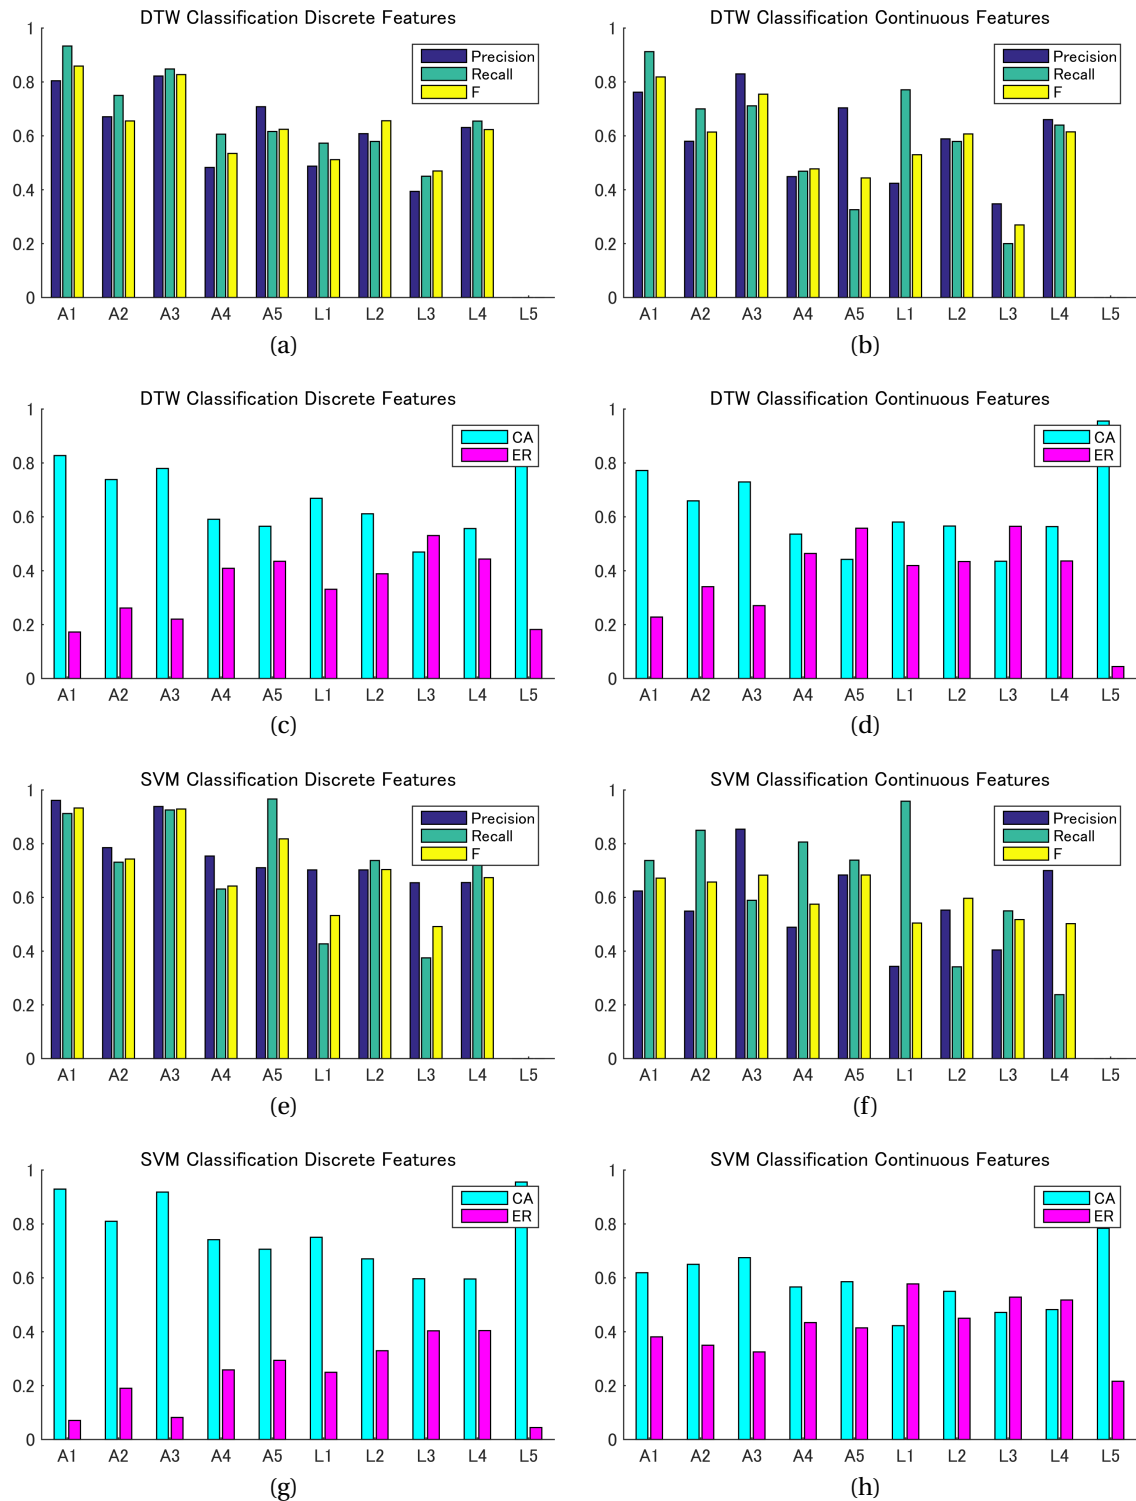 DTW Classification Discrete Features
1
0.8
0.6
0.4
0.2
0
Precision
Recall
F
A1 A2 A3 A4 A5 L1 L2 L3 L4 L5
(a)
DTW Classification Continuous Features
1
0.8
0.6
0.4
0.2
0
Precision
Recall
F
A1 A2 A3 A4 A5 L1 L2 L3 L4 L5
(b)
DTW Classification Discrete Features
1
0.8
0.6
0.4
0.2
0
CA
ER
A1 A2 A3 A4 A5 L1 L2 L3 L4 L5
(c)
DTW Classification Continuous Features
1
0.8
0.6
0.4
0.2
0
CA
ER
A1 A2 A3 A4 A5 L1 L2 L3 L4 L5
(d)
SVM Classification Discrete Features
1
0.8
0.6
0.4
0.2
0
Precision
Recall
F
A1 A2 A3 A4 A5 L1 L2 L3 L4 L5
(e)
SVM Classification Continuous Features
1
0.8
0.6
0.4
0.2
0
Precision
Recall
F
A1 A2 A3 A4 A5 L1 L2 L3 L4 L5
(f)
SVM Classification Discrete Features
1
0.8
0.6
0.4
0.2
0
CA
ER
A1 A2 A3 A4 A5 L1 L2 L3 L4 L5
(g)
SVM Classification Continuous Features
1
0.8
0.6
0.4
0.2
0
CA
ER
A1 A2 A3 A4 A5 L1 L2 L3 L4 L5
(h)